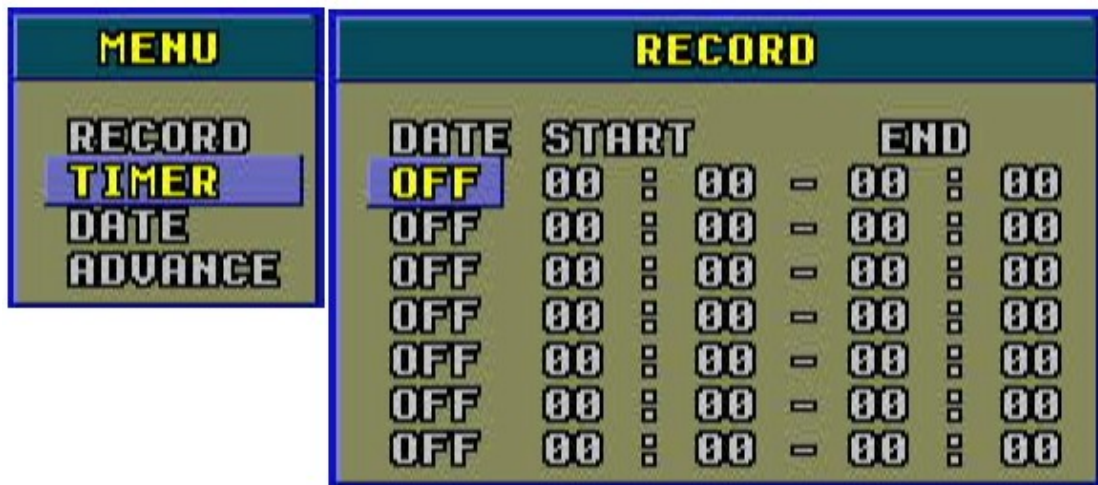 MENU
RECORD
TIMER
DATE
ADVANCE
RECORD
DATE START END
OFF 00 : 00 - 00 : 00
OFF 00 : 00 - 00 : 00
OFF 00 : 00 - 00 : 00
OFF 00 : 00 - 00 : 00
OFF 00 : 00 - 00 : 00
OFF 00 : 00 - 00 : 00
OFF 00 : 00 - 00 : 00